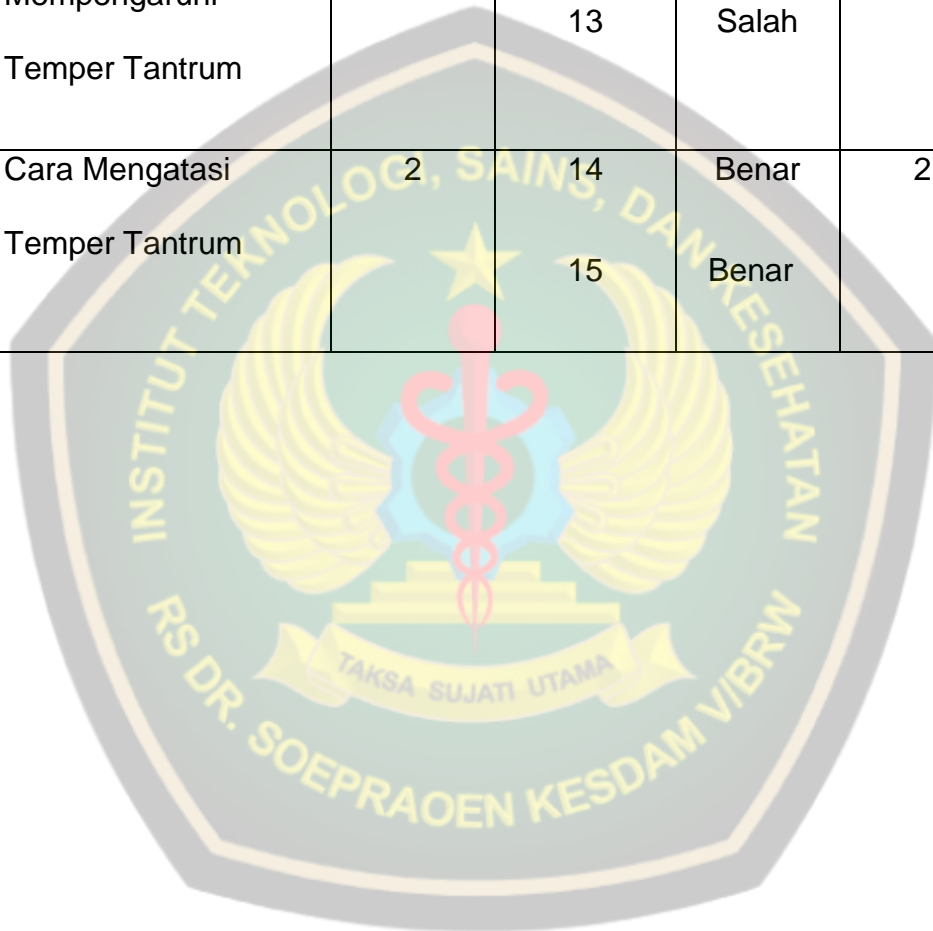 Mempengaruhi
13 Salah
Temper Tantrum
Cara Mengatasi 2 14 Benar 2
Temper Tantrum
15 Benar
INSTITUT TEKNOLOGI, SAINS, DAN KESEHATAN
TAKSA SUJATI UTAMA
RS DR. SOEPRAOEN KESDAM V/BRW